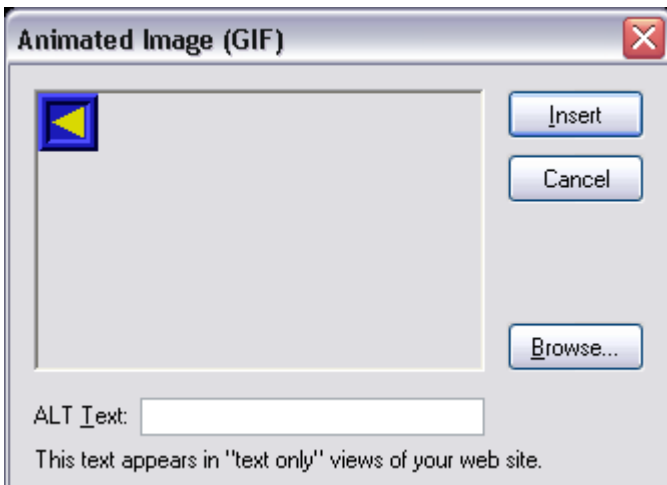 Animated Image (GIF)
Insert
Cancel
Browse...
ALT Text:
This text appears in "text only" views of your web site.